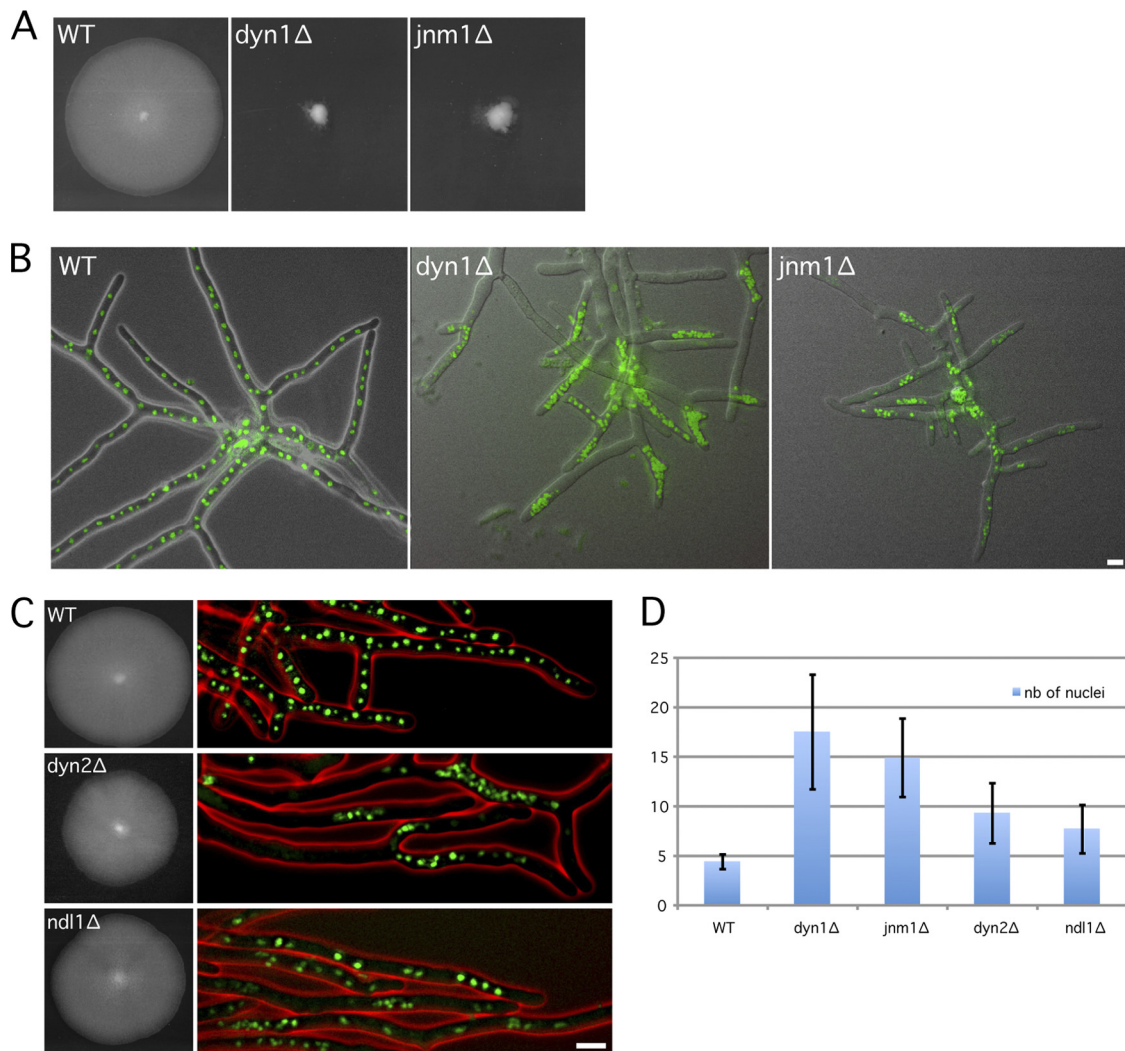 A
WT
dyn1Δ
jnm1Δ
B
WT
dyn1Δ
jnm1Δ
C
WT
dyn2Δ
ndl1Δ
D
25
20
15
10
5
0
nb of nuclei
WT
dyn1Δ
jnm1Δ
dyn2Δ
ndl1Δ